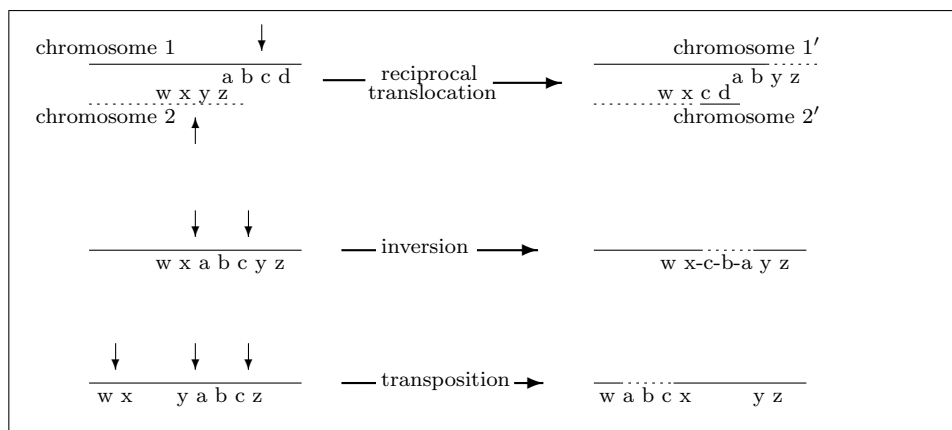 chromosome 1
a b c d
w x y z
chromosome 2
reciprocal
translocation
chromosome 1′
a b y z
w x c d
chromosome 2′
w x a b c y z
inversion
w x-c-b-a y z
w x y a b c z
transposition
w a b c x y z